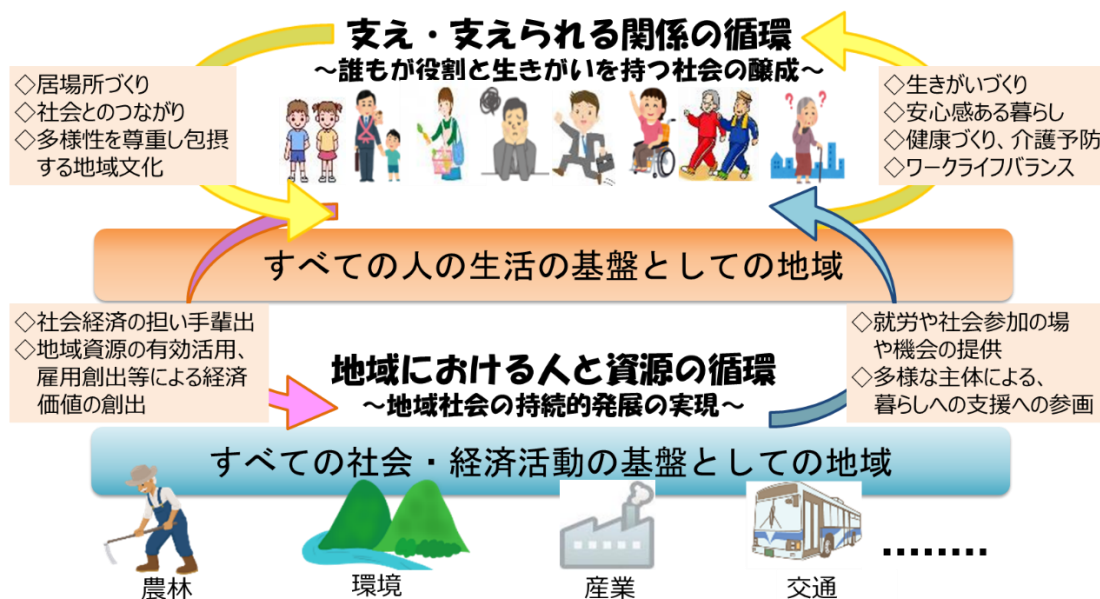 支え・支えられる関係の循環
～誰もが役割と生きがいを持つ社会の醸成～
◇居場所づくり
◇社会とのつながり
◇多様性を尊重し包摂
する地域文化
◇生きがいづくり
◇安心感ある暮らし
◇健康づくり、介護予防
◇ワークライフバランス
? ?
すべての人の生活の基盤としての地域
◇社会経済の担い手輩出
◇地域資源の有効活用、
雇用創出等による経済
価値の創出
地域における人と資源の循環
～地域社会の持続的発展の実現～
◇就労や社会参加の場
や機会の提供
◇多様な主体による、
暮らしへの支援への参画
すべての社会・経済活動の基盤としての地域
農林
環境
産業
交通
………